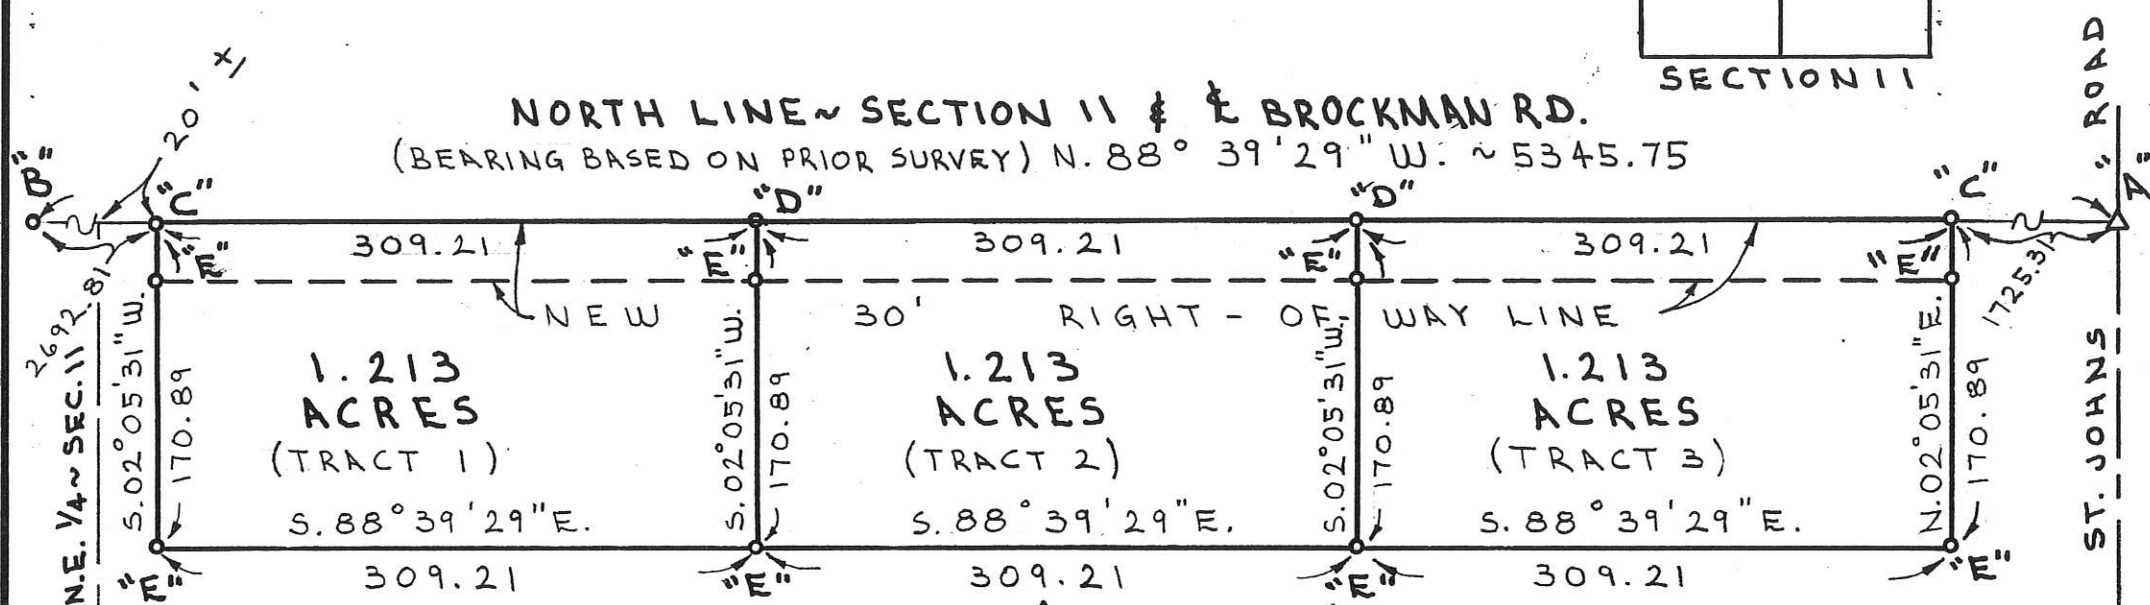 20' ±
SECTION 11
ROAD
NORTH LINE ~ SECTION 11 & ℄ BROCKMAN RD.
(BEARING BASED ON PRIOR SURVEY) N. 88° 39' 29" W. ~ 5345.75
"B"
"C"
"D"
"D"
"C"
"A"
309.21
309.21
309.21
"E"
"E"
"E"
"E"
2692.81
1725.31
NEW 30' RIGHT - OF - WAY LINE
N.E. 1/4 ~ SEC. 11
S. 02° 05' 31" W.
170.89
1.213
ACRES
(TRACT 1)
S. 88° 39' 29" E.
S. 02° 05' 31" W.
170.89
1.213
ACRES
(TRACT 2)
S. 88° 39' 29" E.
S. 02° 05' 31" W.
170.89
1.213
ACRES
(TRACT 3)
S. 88° 39' 29" E.
N. 02° 05' 31" E.
170.89
ST. JOHNS
"E"
309.21
"E"
309.21
"E"
309.21
"E"